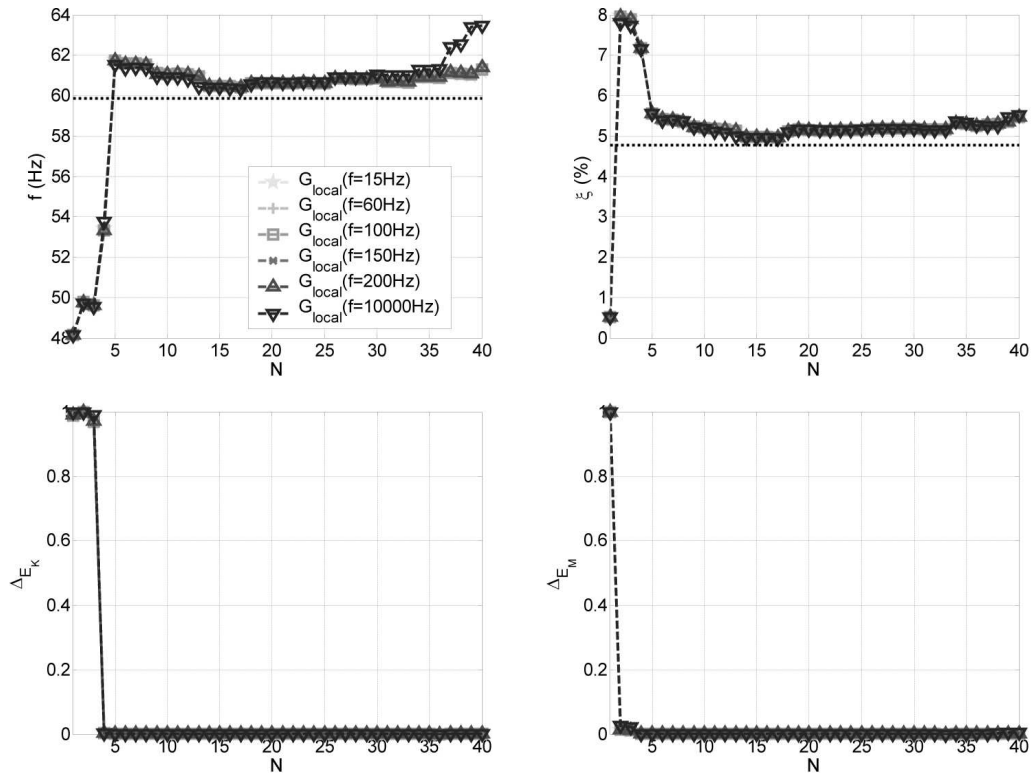 64
62
60
58
56
54
52
50
48
f (Hz)
5 10 15 20 25 30 35 40
N
G_local(f=15Hz)
G_local(f=60Hz)
G_local(f=100Hz)
G_local(f=150Hz)
G_local(f=200Hz)
G_local(f=10000Hz)
8
7
6
5
4
3
2
1
0
ξ (%)
5 10 15 20 25 30 35 40
N
1
0.8
0.6
0.4
0.2
0
Δ_E_K
5 10 15 20 25 30 35 40
N
1
0.8
0.6
0.4
0.2
0
Δ_E_M
5 10 15 20 25 30 35 40
N